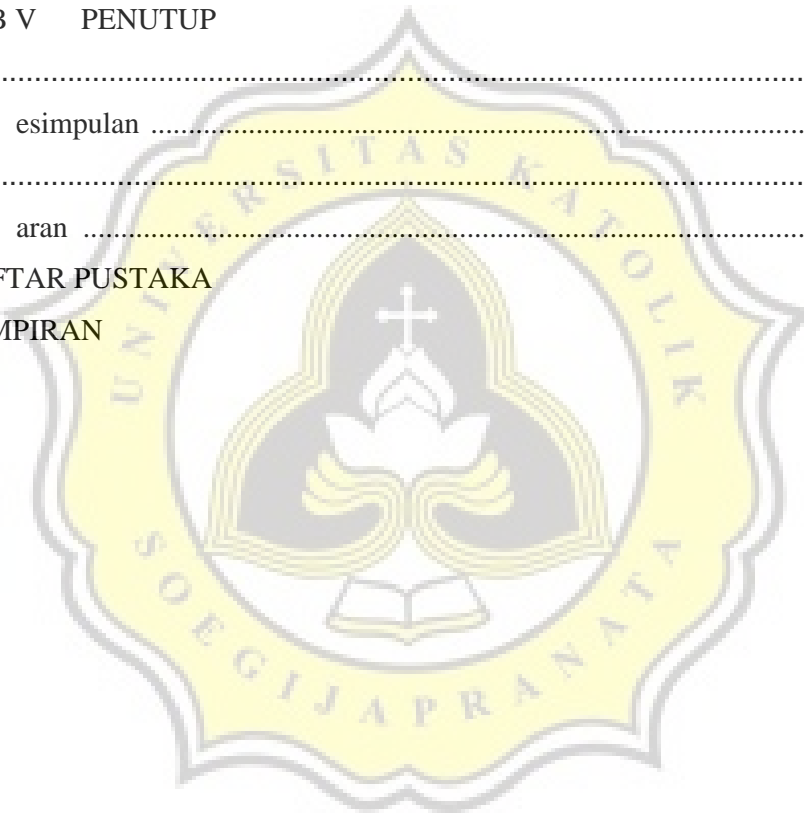 B V PENUTUP
................................................................................................
esimpulan ................................................................................
................................................................................................
aran ........................................................................................
FTAR PUSTAKA
MPIRAN
UNIVERSITAS KATOLIK
SOEGIJAPRANATA